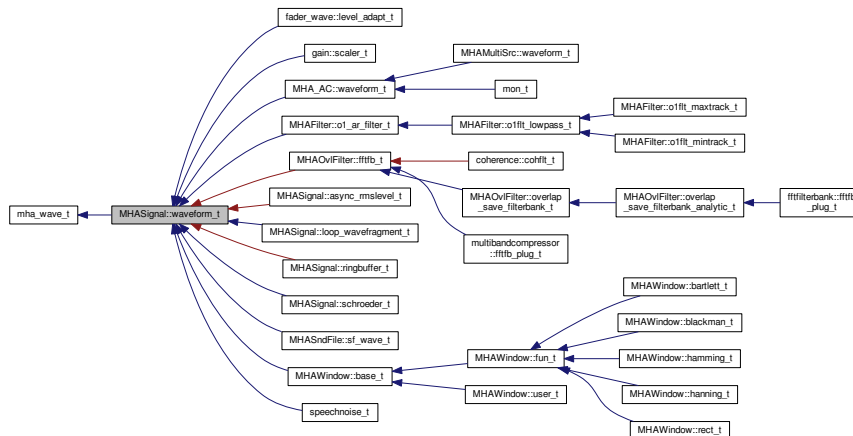 fader_wave::level_adapt_t
gain::scaler_t
MHAMultiSrc::waveform_t
MHA_AC::waveform_t
mon_t
MHAFilter::o1flt_maxtrack_t
MHAFilter::o1_ar_filter_t
MHAFilter::o1flt_lowpass_t
MHAFilter::o1flt_mintrack_t
MHAOvlFilter::fftfb_t
coherence::cohflt_t
MHASignal::async_rmslevel_t
MHAOvlFilter::overlap
_save_filterbank_t
MHAOvlFilter::overlap
_save_filterbank_analytic_t
fftfilterbank::fftfb
_plug_t
mha_wave_t
MHASignal::waveform_t
MHASignal::loop_wavefragment_t
multibandcompressor
::fftfb_plug_t
MHASignal::ringbuffer_t
MHASignal::schroeder_t
MHAWindow::bartlett_t
MHASndFile::sf_wave_t
MHAWindow::blackman_t
MHAWindow::base_t
MHAWindow::fun_t
MHAWindow::hamming_t
MHAWindow::user_t
MHAWindow::hanning_t
speechnoise_t
MHAWindow::rect_t